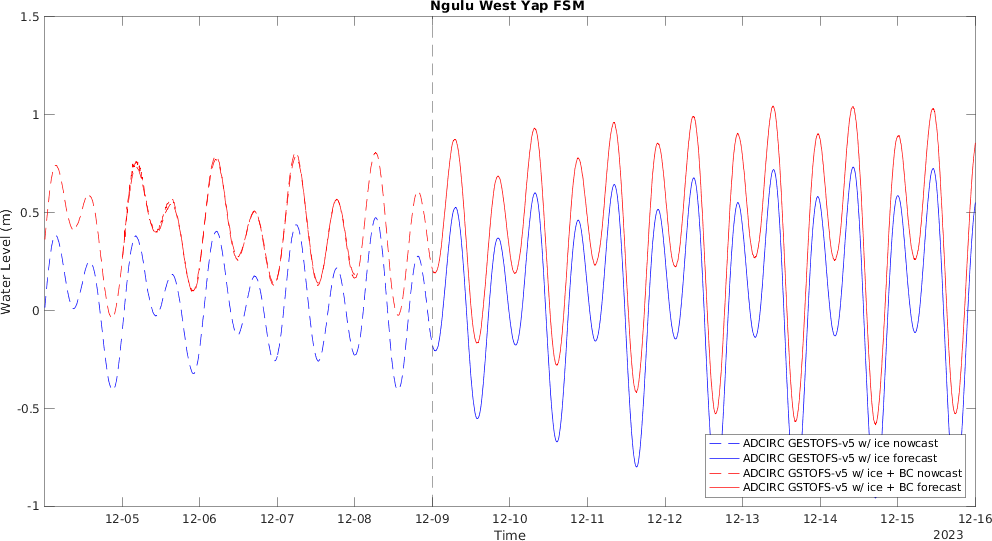 Ngulu West Yap FSM
1.5
1
0.5
0
-0.5
-1
Water Level (m)
12-05 12-06 12-07 12-08 12-09 12-10 12-11 12-12 12-13 12-14 12-15 12-16
Time
2023
ADCIRC GESTOFS-v5 w/ ice nowcast
ADCIRC GESTOFS-v5 w/ ice forecast
ADCIRC GSTOFS-v5 w/ ice + BC nowcast
ADCIRC GSTOFS-v5 w/ ice + BC forecast